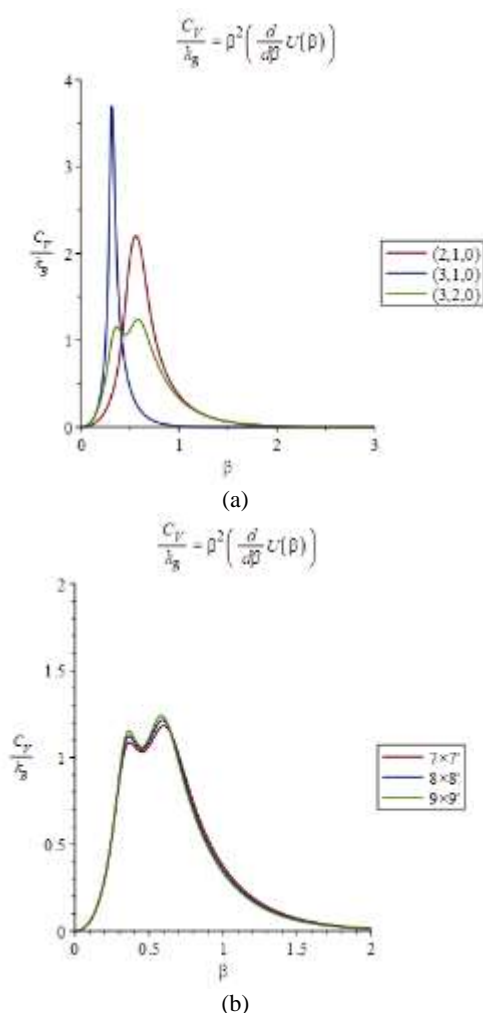 C_V/k_B = β²(d/dβ U(β))
4
3
C_V/k_B
2
1
0
0 1 2 3
β
(2,1,0)
(3,1,0)
(3,2,0)
(a)
C_V/k_B = β²(d/dβ U(β))
2
1.5
C_V/k_B
1
0.5
0
0 0.5 1 1.5 2
β
7×7'
8×8'
9×9'
(b)